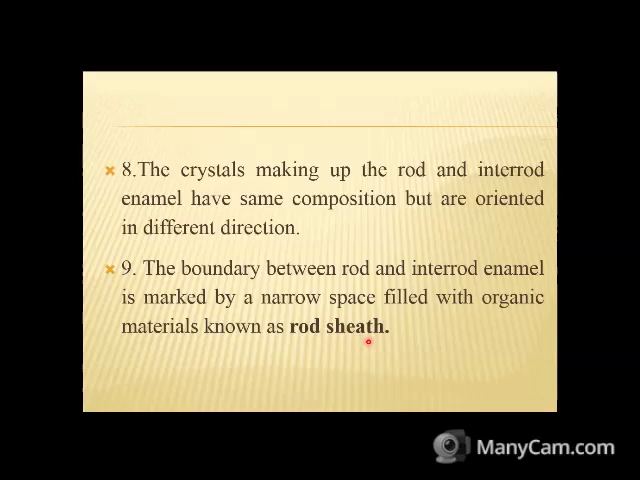 8.The crystals making up the rod and interrod
enamel have same composition but are oriented
in different direction.
9. The boundary between rod and interrod enamel
is marked by a narrow space filled with organic
materials known as rod sheath.
ManyCam.com